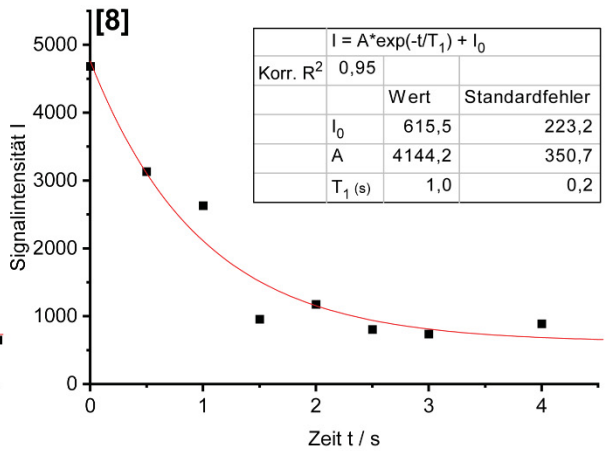 [8]
I = A*exp(-t/T₁) + I₀
Korr. R² 0,95
Wert Standardfehler
I₀ 615,5 223,2
A 4144,2 350,7
T₁ (s) 1,0 0,2
Signalintensität I
5000
4000
3000
2000
1000
0
0 1 2 3 4
Zeit t / s